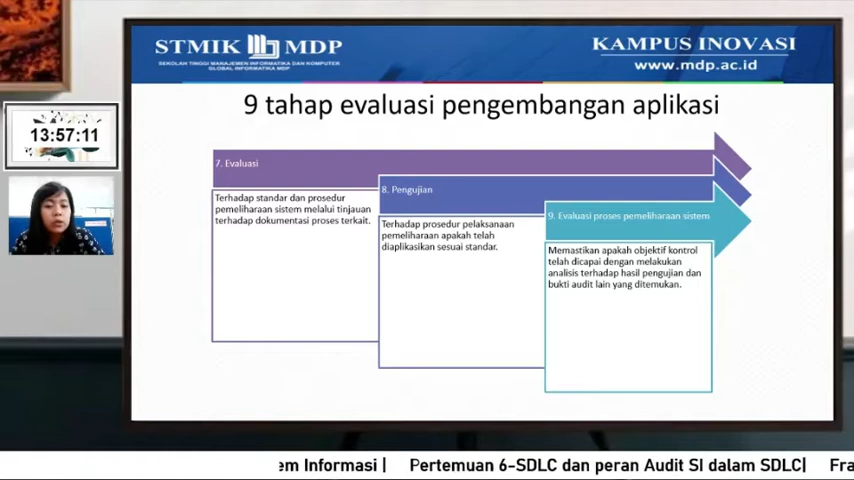 STMIK MDP
SEKOLAH TINGGI MANAJEMEN INFORMATIKA DAN KOMPUTER
GLOBAL INFORMATIKA MDP
KAMPUS INOVASI
www.mdp.ac.id
9 tahap evaluasi pengembangan aplikasi
13:57:11
7. Evaluasi
Terhadap standar dan prosedur
pemeliharaan sistem melalui tinjauan
terhadap dokumentasi proses terkait.
8. Pengujian
Terhadap prosedur pelaksanaan
pemeliharaan apakah telah
diaplikasikan sesuai standar.
9. Evaluasi proses pemeliharaan sistem
Memastikan apakah objektif kontrol
telah dicapai dengan melakukan
analisis terhadap hasil pengujian dan
bukti audit lain yang ditemukan.
em Informasi | Pertemuan 6-SDLC dan peran Audit SI dalam SDLC| Fra